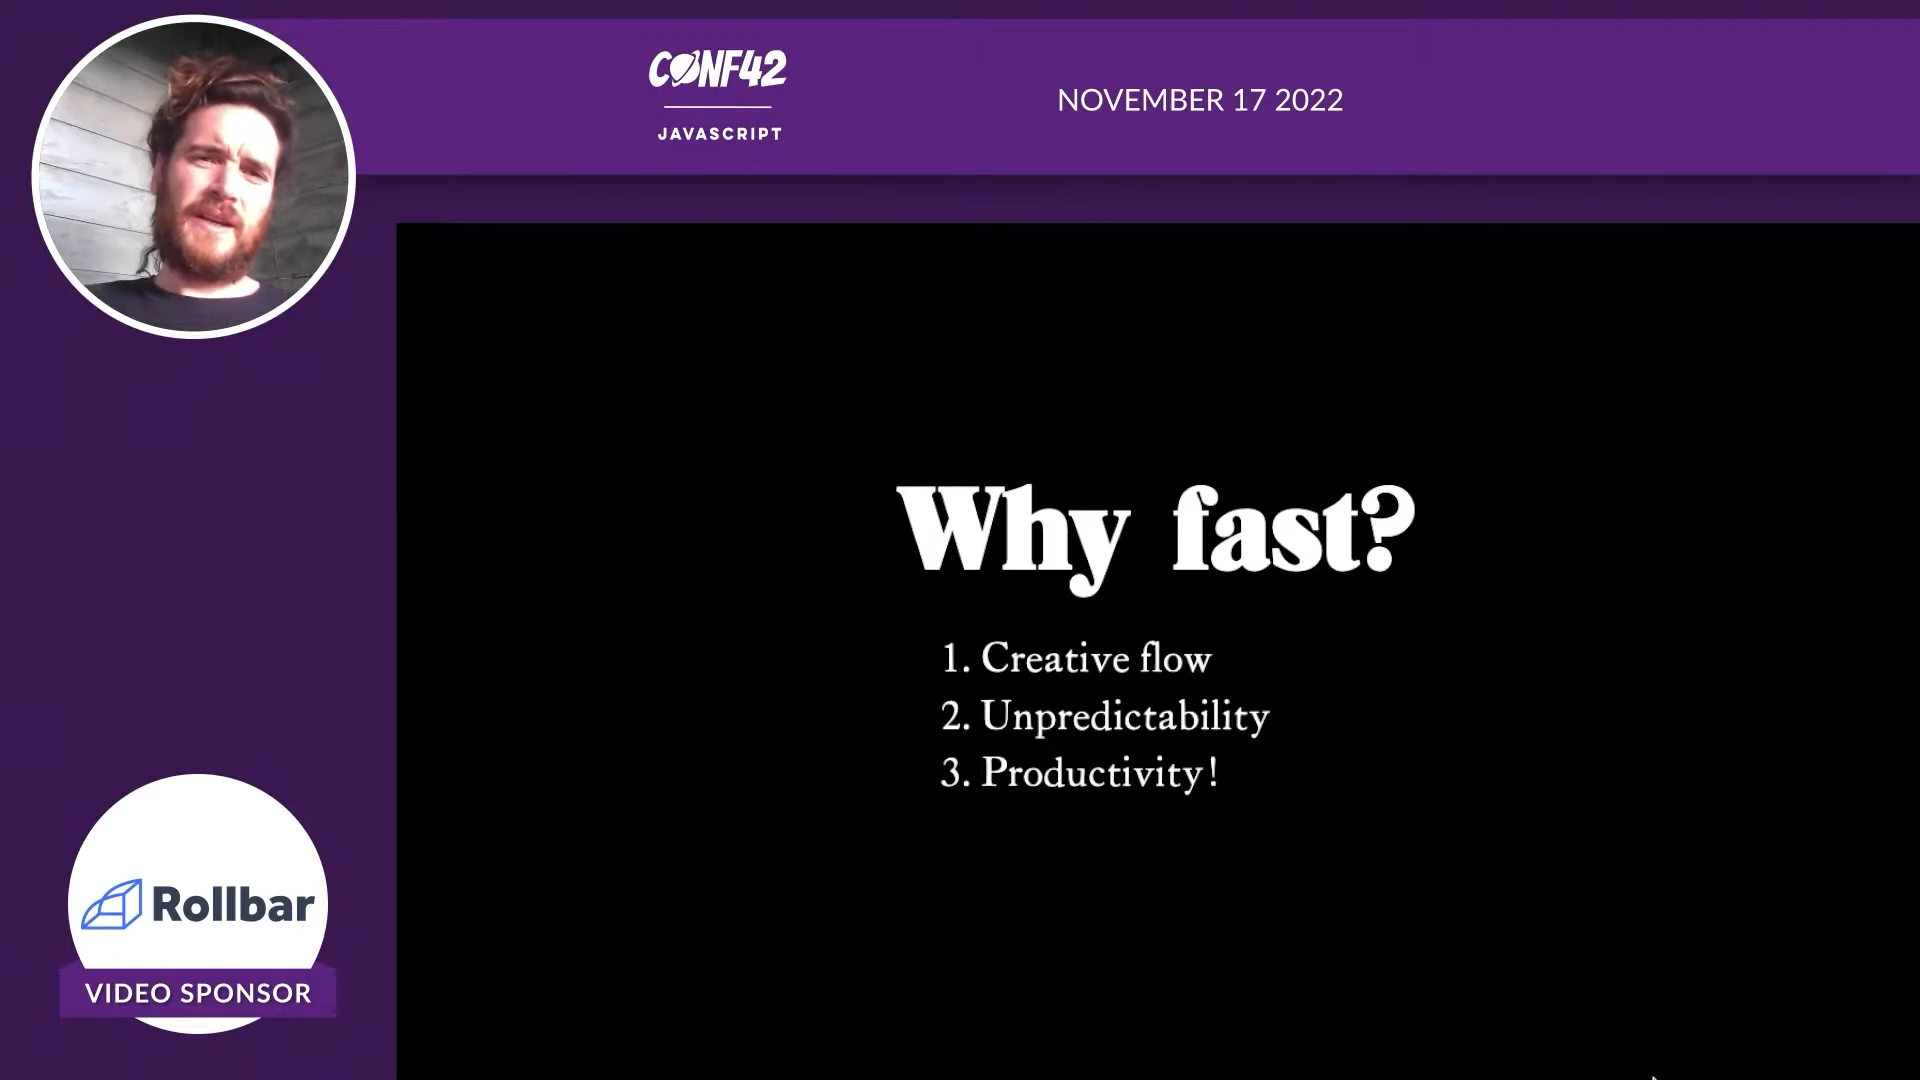 CONF42
JAVASCRIPT
NOVEMBER 17 2022
Why fast?
1. Creative flow
2. Unpredictability
3. Productivity!
Rollbar
VIDEO SPONSOR